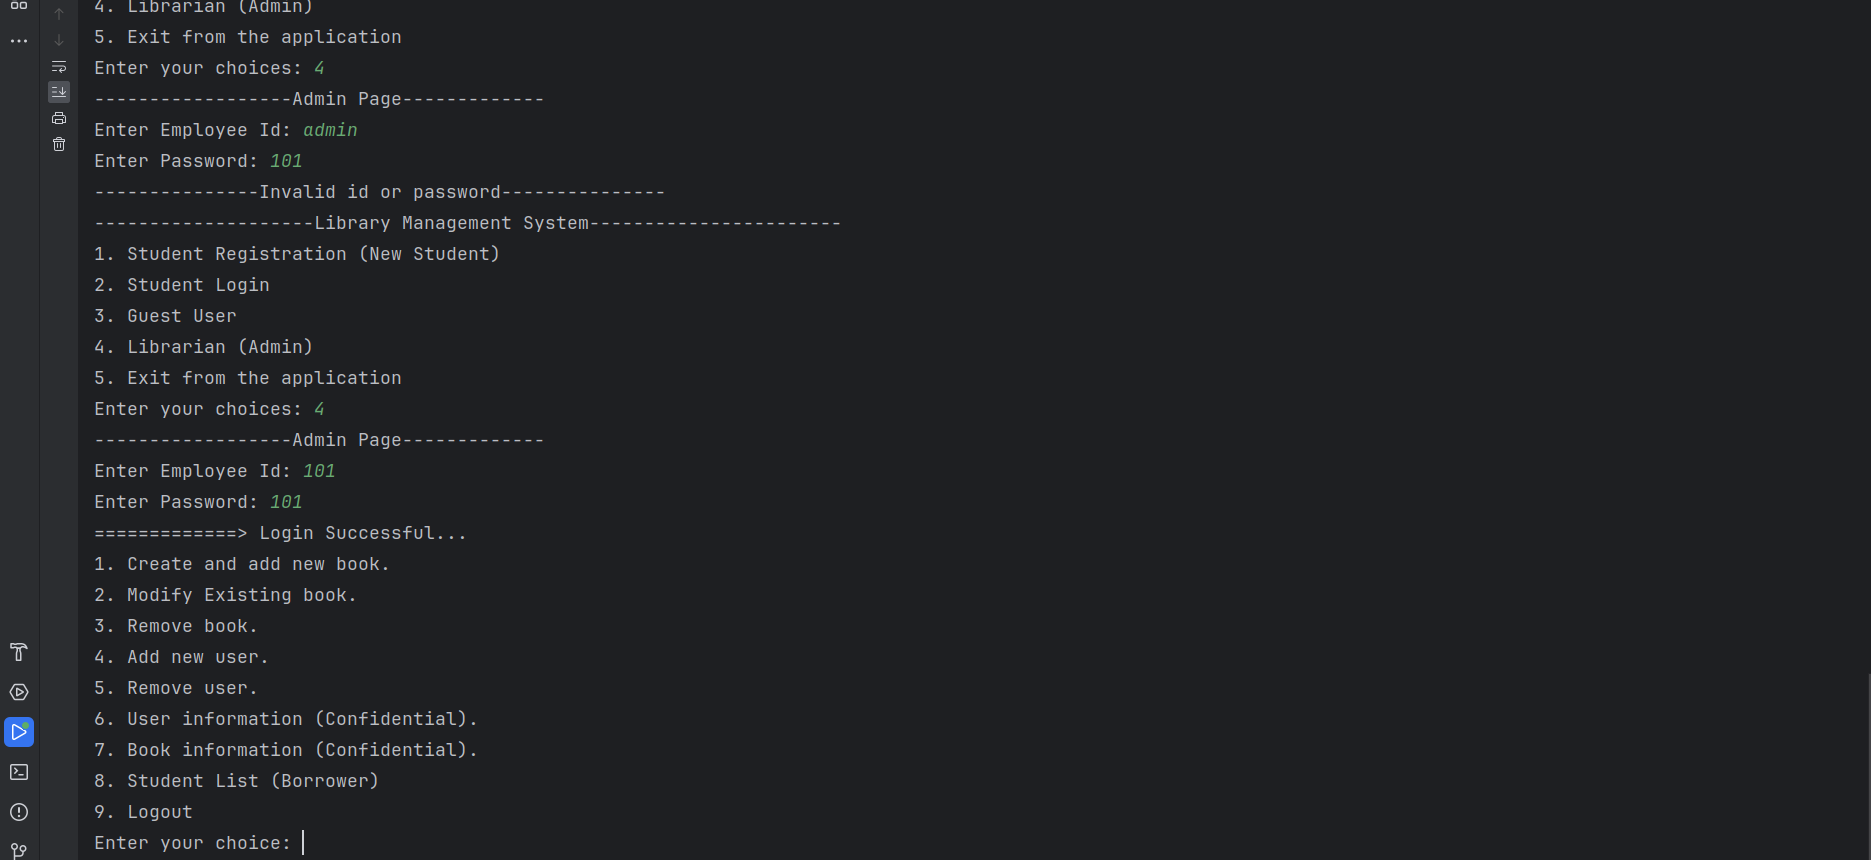 4. Librarian (Admin)
5. Exit from the application
Enter your choices: 4
------------------Admin Page-------------
Enter Employee Id: admin
Enter Password: 101
---------------Invalid id or password---------------
--------------------Library Management System-----------------------
1. Student Registration (New Student)
2. Student Login
3. Guest User
4. Librarian (Admin)
5. Exit from the application
Enter your choices: 4
------------------Admin Page-------------
Enter Employee Id: 101
Enter Password: 101
=============> Login Successful...
1. Create and add new book.
2. Modify Existing book.
3. Remove book.
4. Add new user.
5. Remove user.
6. User information (Confidential).
7. Book information (Confidential).
8. Student List (Borrower)
9. Logout
Enter your choice: